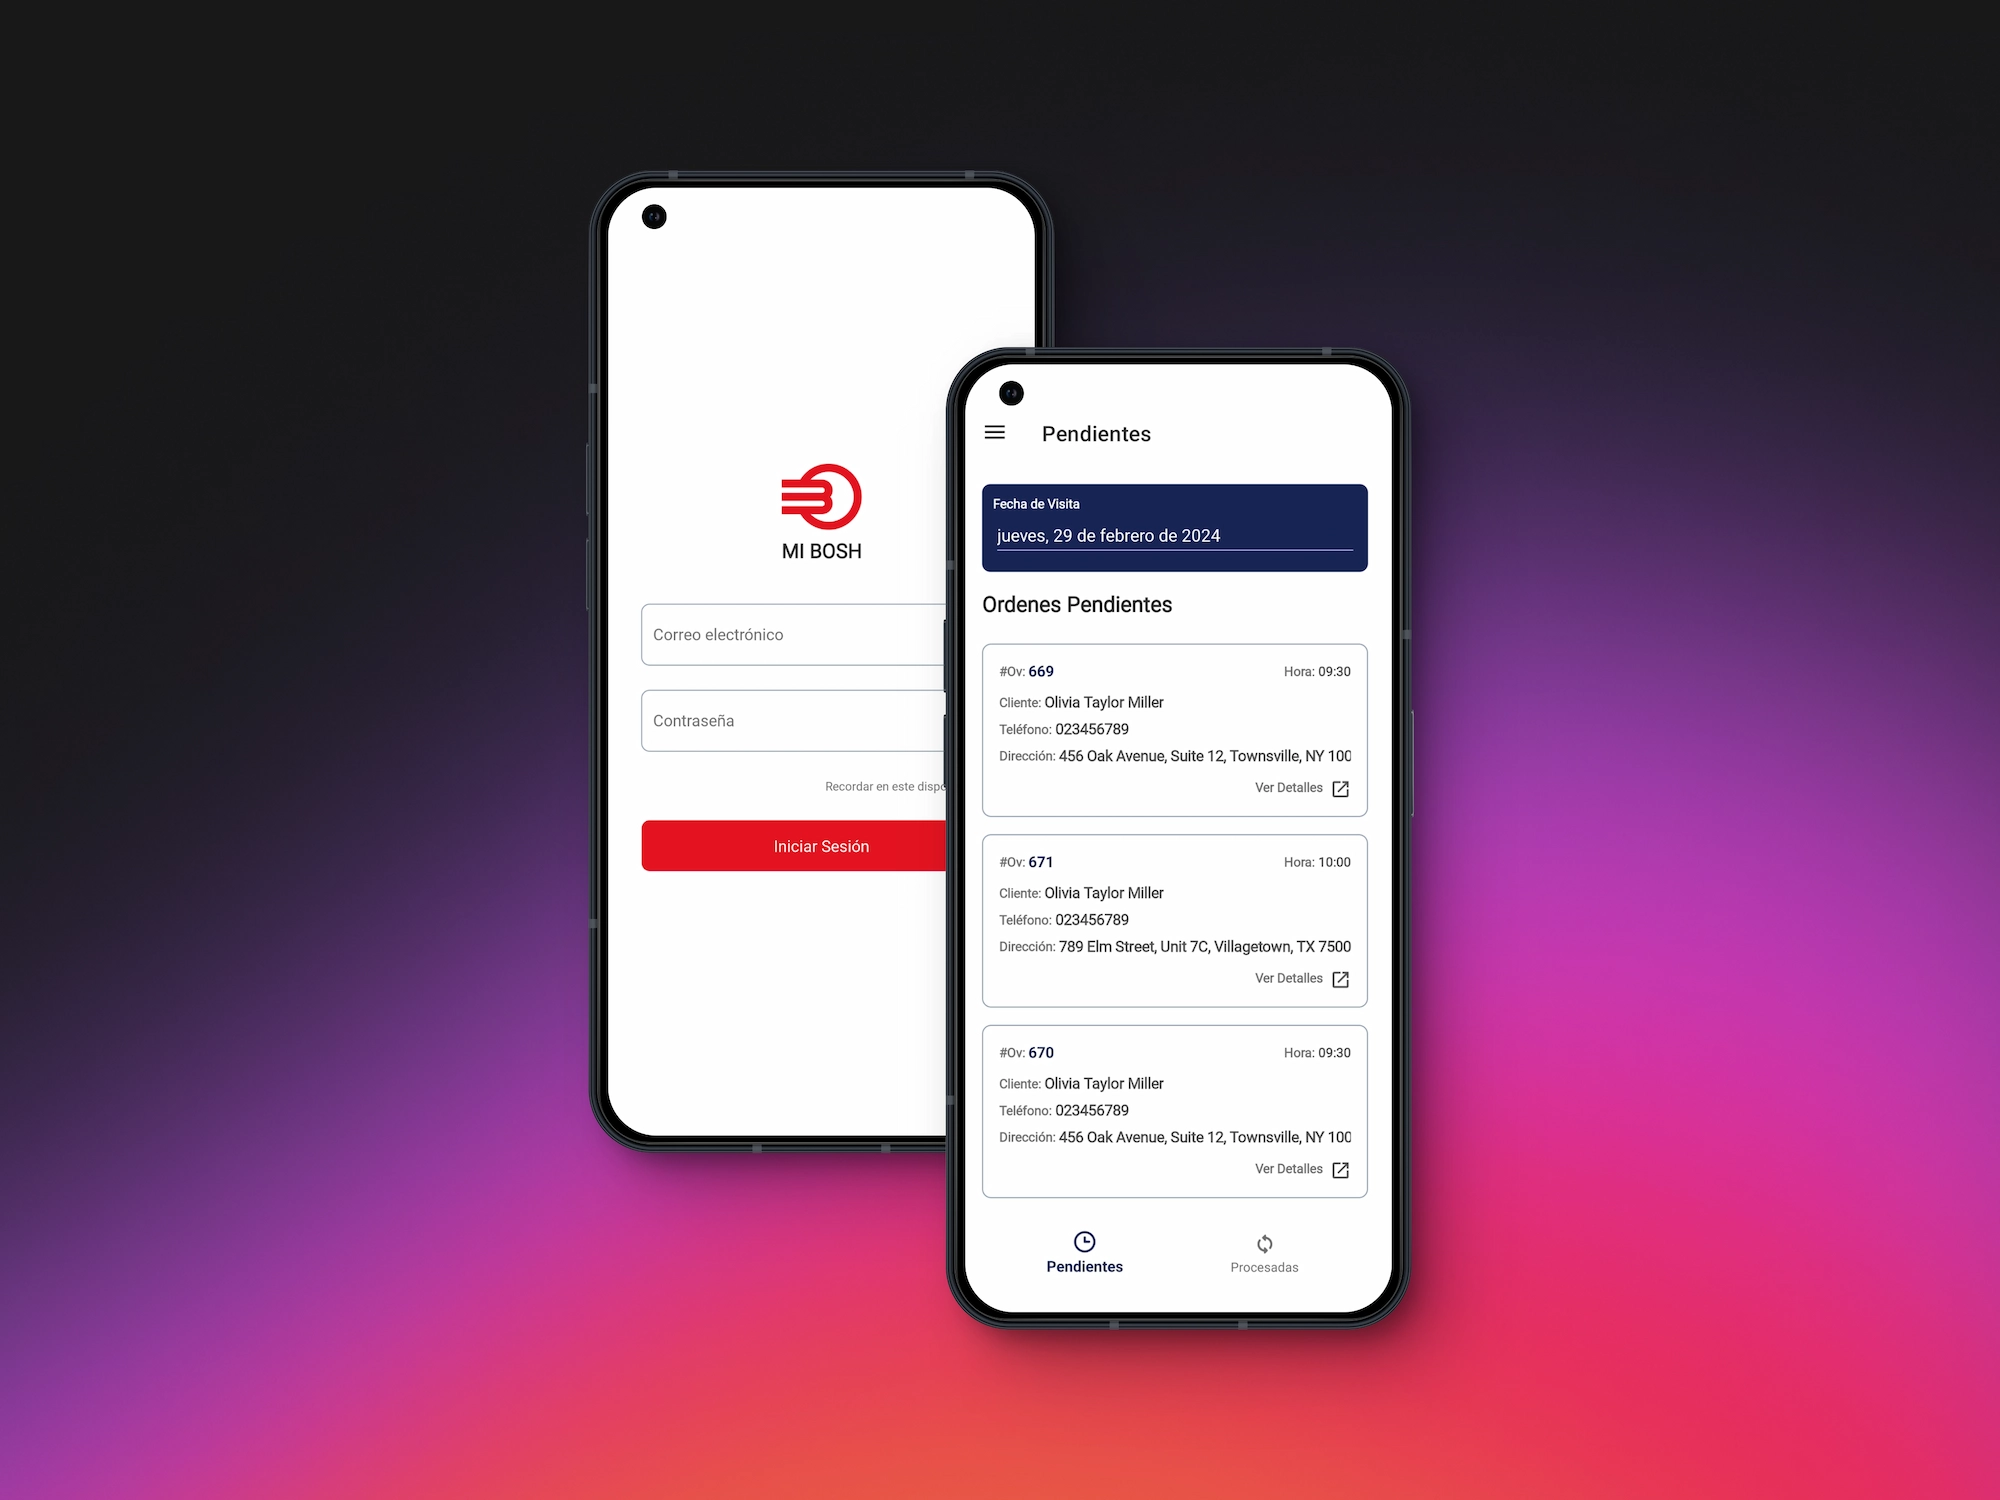 MI BOSH
Correo electrónico
Contraseña
Recordar en este
Iniciar Sesión
Pendientes
Fecha de Visita
jueves, 29 de febrero de 2024
Ordenes Pendientes
#Ov: 669 Hora: 09:30
Cliente: Olivia Taylor Miller
Teléfono: 023456789
Dirección: 456 Oak Avenue, Suite 12, Townsville, NY 100
Ver Detalles
#Ov: 671 Hora: 10:00
Cliente: Olivia Taylor Miller
Teléfono: 023456789
Dirección: 789 Elm Street, Unit 7C, Villagetown, TX 7500
Ver Detalles
#Ov: 670 Hora: 09:30
Cliente: Olivia Taylor Miller
Teléfono: 023456789
Dirección: 456 Oak Avenue, Suite 12, Townsville, NY 100
Ver Detalles
Pendientes Procesadas